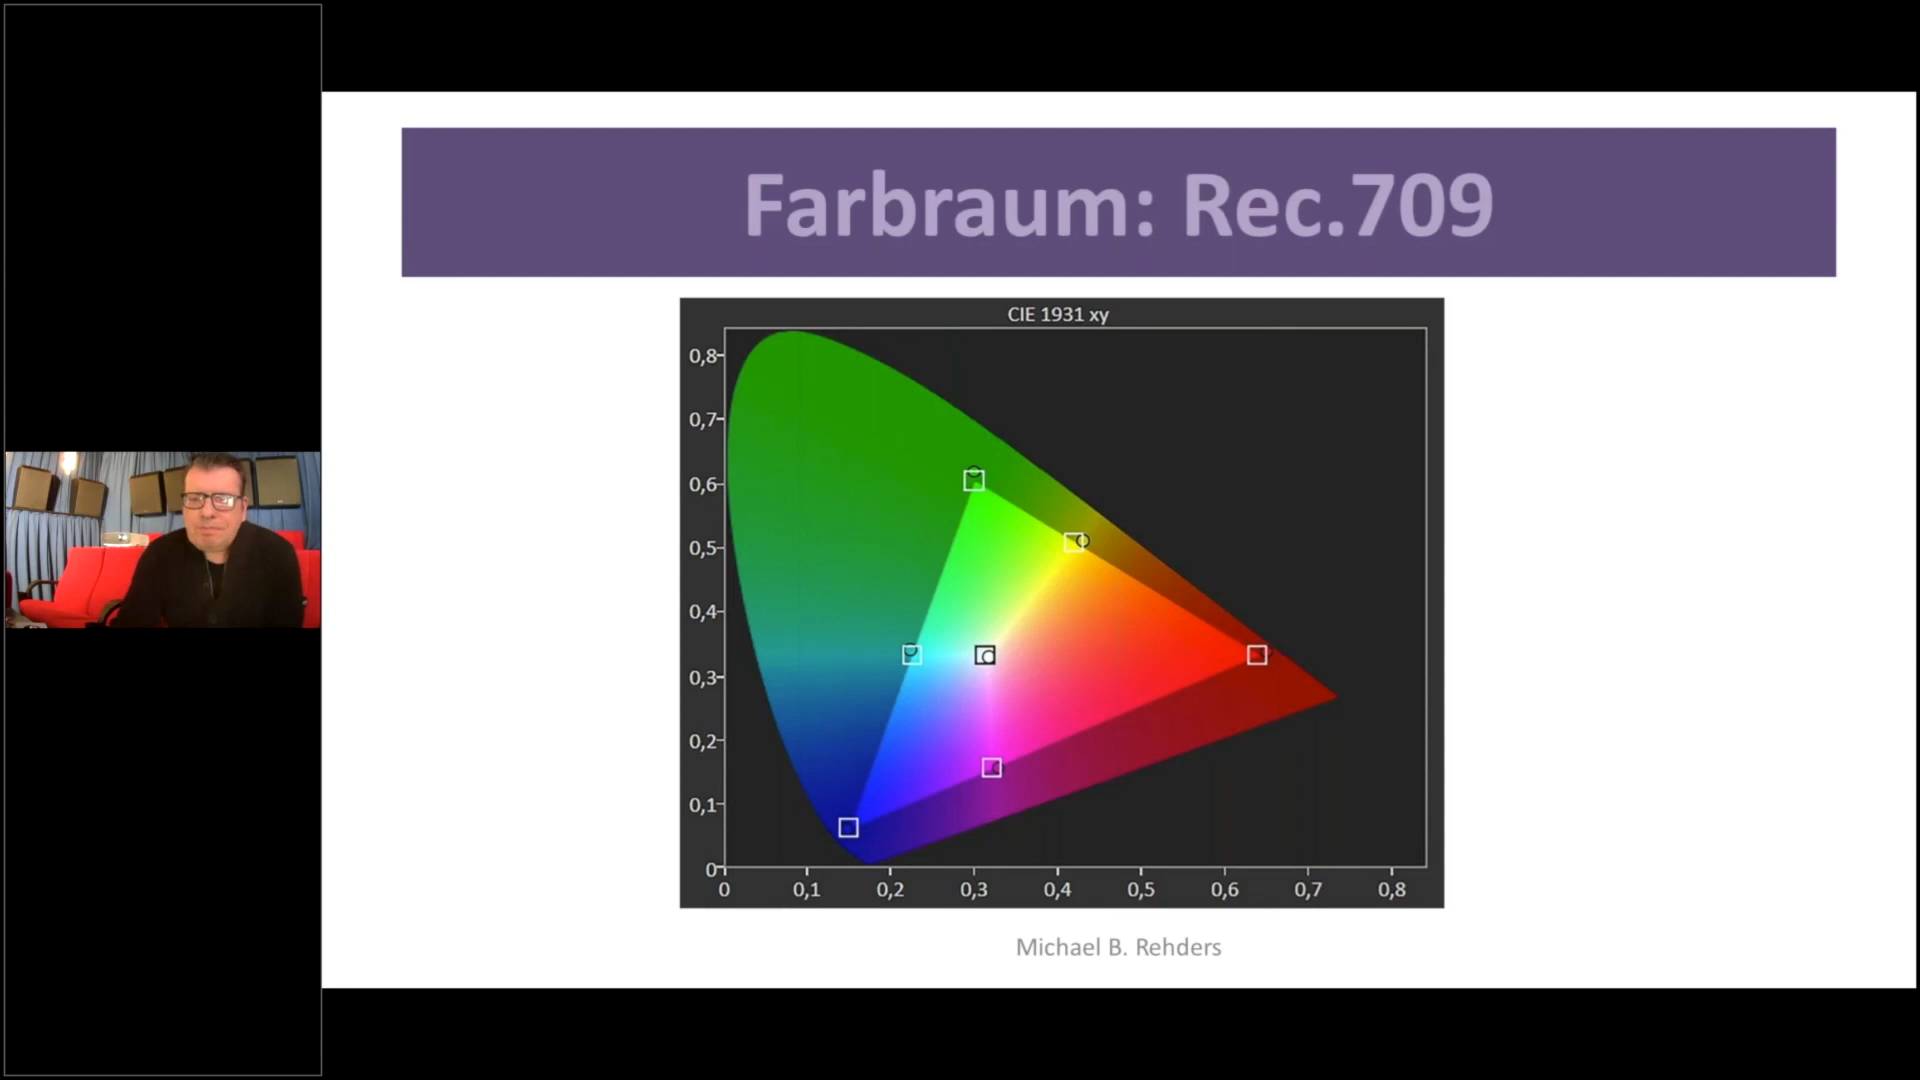 Farbraum: Rec.709
CIE 1931 xy
0,8
0,7
0,6
0,5
0,4
0,3
0,2
0,1
0
0 0,1 0,2 0,3 0,4 0,5 0,6 0,7 0,8
Michael B. Rehders